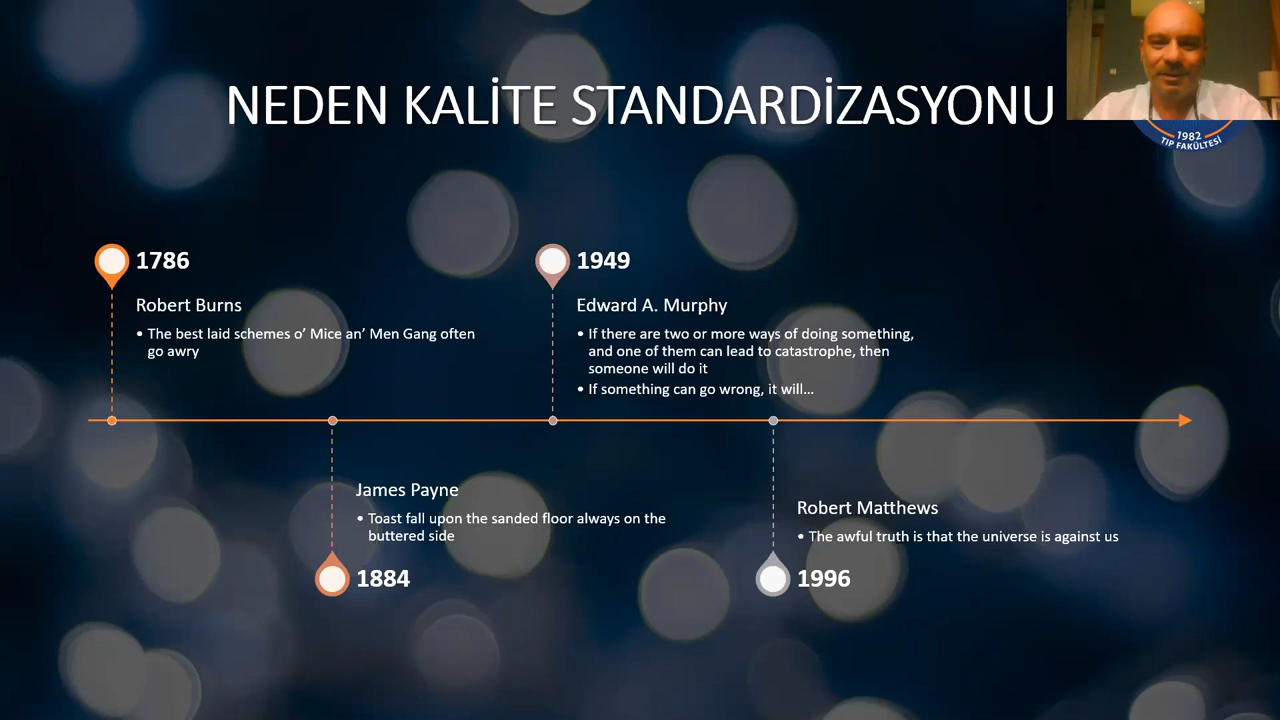 NEDEN KALİTE STANDARDİZASYONU
1982
TIP FAKÜLTESİ
1786
Robert Burns
• The best laid schemes o’ Mice an’ Men Gang often
go awry
1949
Edward A. Murphy
• If there are two or more ways of doing something,
and one of them can lead to catastrophe, then
someone will do it
• If something can go wrong, it will...
James Payne
• Toast fall upon the sanded floor always on the
buttered side
1884
Robert Matthews
• The awful truth is that the universe is against us
1996